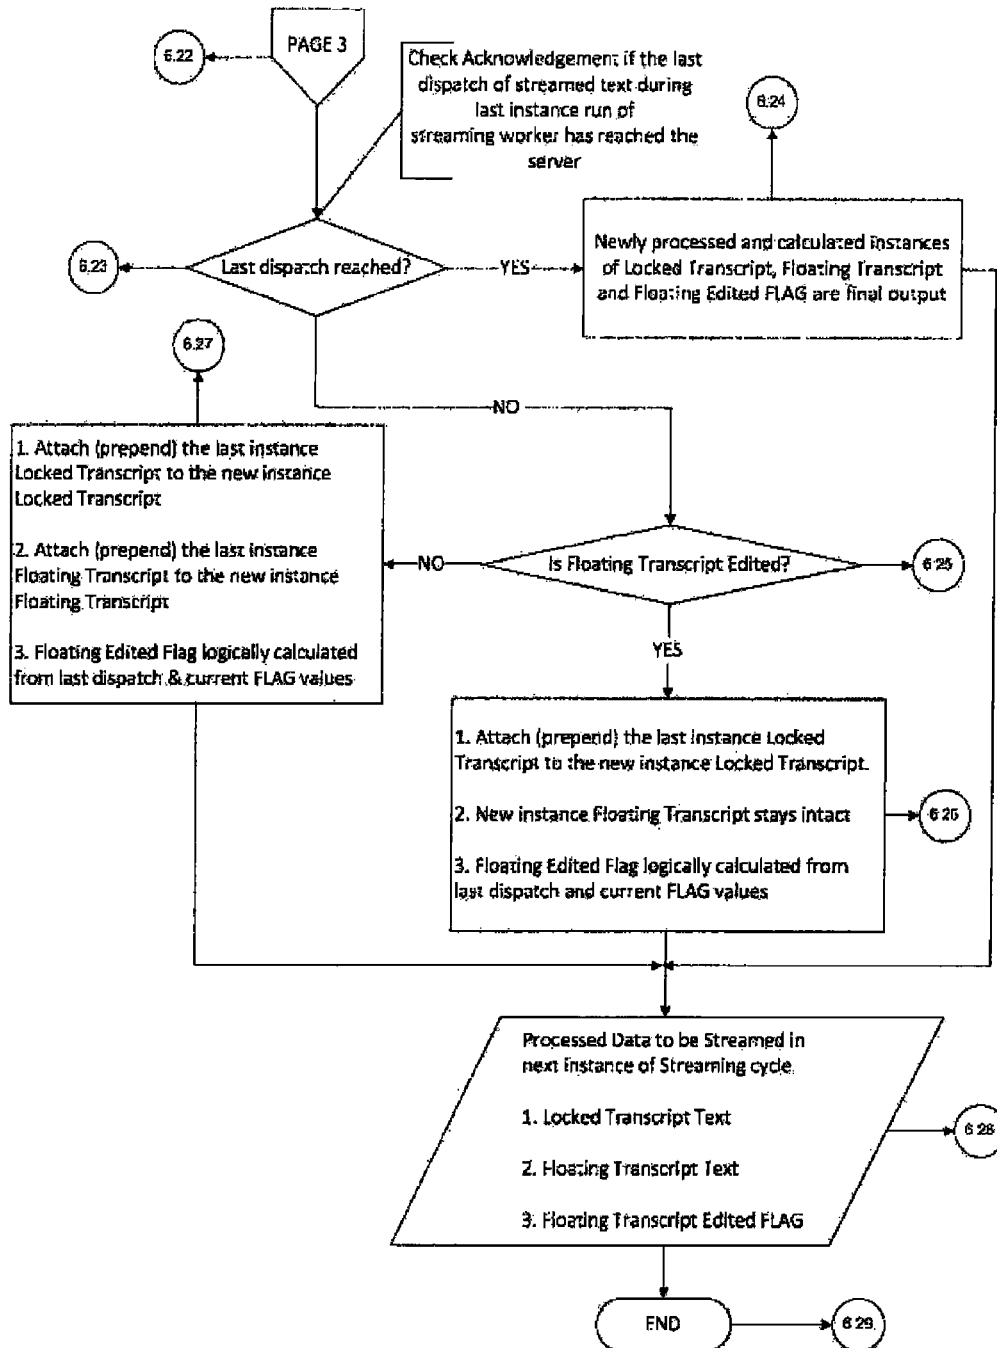 PAGE 3
6.22
Check Acknowledgement if the last
dispatch of streamed text during
last instance run of
streaming worker has reached the
server
6.24
6.23
Last dispatch reached?
YES
Newly processed and calculated instances
of Locked Transcript, Floating Transcript
and Floating Edited FLAG are final output
6.27
NO
1. Attach (prepend) the last instance
Locked Transcript to the new instance
Locked Transcript
2. Attach (prepend) the last instance
Floating Transcript to the new instance
Floating Transcript
3. Floating Edited Flag logically calculated
from last dispatch & current FLAG values
NO
Is Floating Transcript Edited?
6.25
YES
1. Attach (prepend) the last Instance Locked
Transcript to the new instance Locked Transcript.
2. New instance Floating Transcript stays intact
3. Floating Edited Flag logically calculated from
last dispatch and current FLAG values
Processed Data to be Streamed in
next instance of Streaming cycle
1. Locked Transcript Text
2. Floating Transcript Text
3. Floating Transcript Edited FLAG
END
6.29